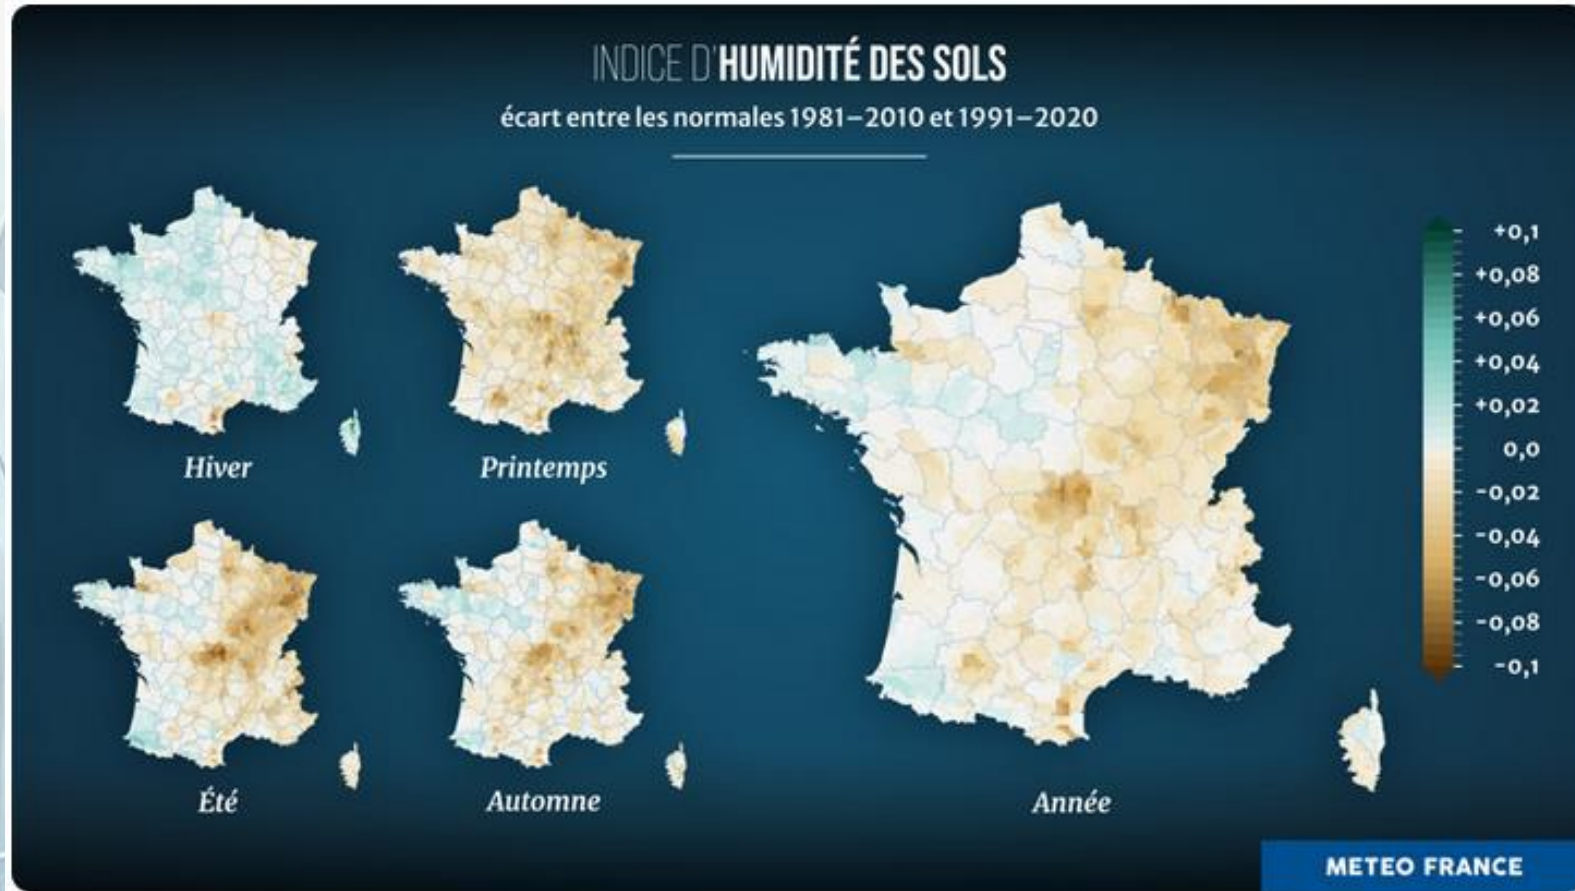 INDICE D'HUMIDITÉ DES SOLS
écart entre les normales 1981–2010 et 1991–2020
Hiver
Printemps
Été
Automne
Année
+0,1
+0,08
+0,06
+0,04
+0,02
0,0
-0,02
-0,04
-0,06
-0,08
-0,1
METEO FRANCE